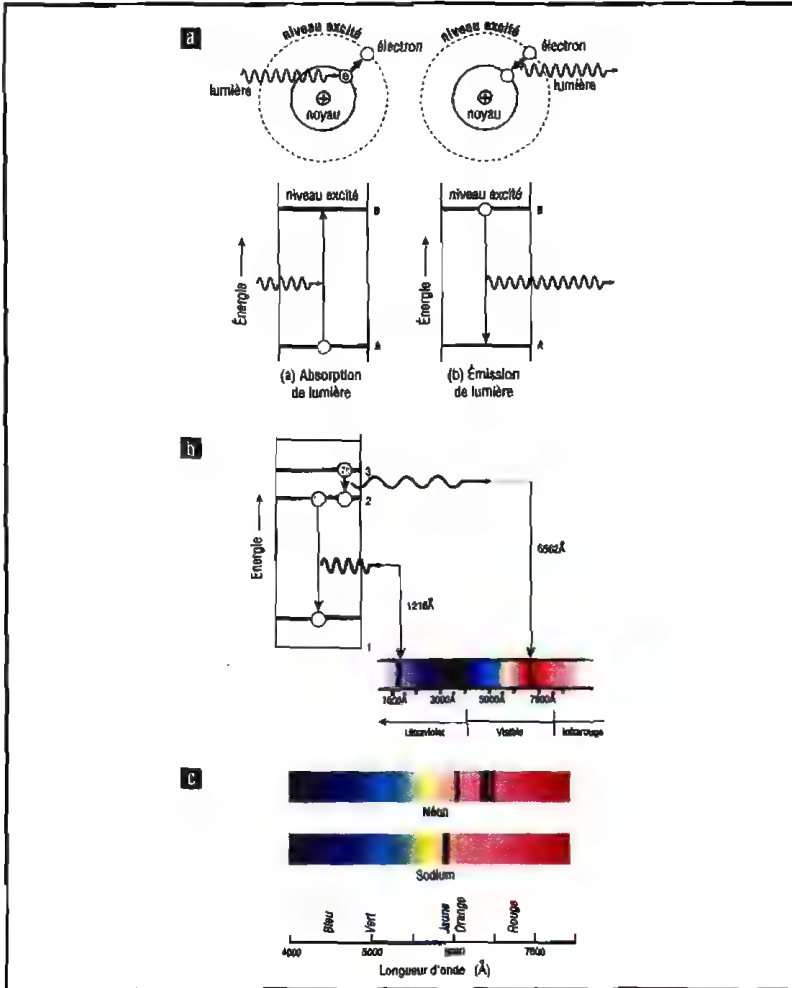 a
niveau excité
électron
e
lumière
noyau
niveau excité
électron
lumière
noyau
niveau excité
B
Énergie
A
(a) Absorption
de lumière
niveau excité
B
Énergie
A
(b) Émission
de lumière
b
3
2
Energie
1
6562Å
1216Å
3000Å
5000Å
7000Å
Ultraviolet
Visible
Infrarouge
c
Néon
Sodium
Bleu
Vert
Jaune
Orange
Rouge
4000
5000
7000
Longueur d'onde (Å)